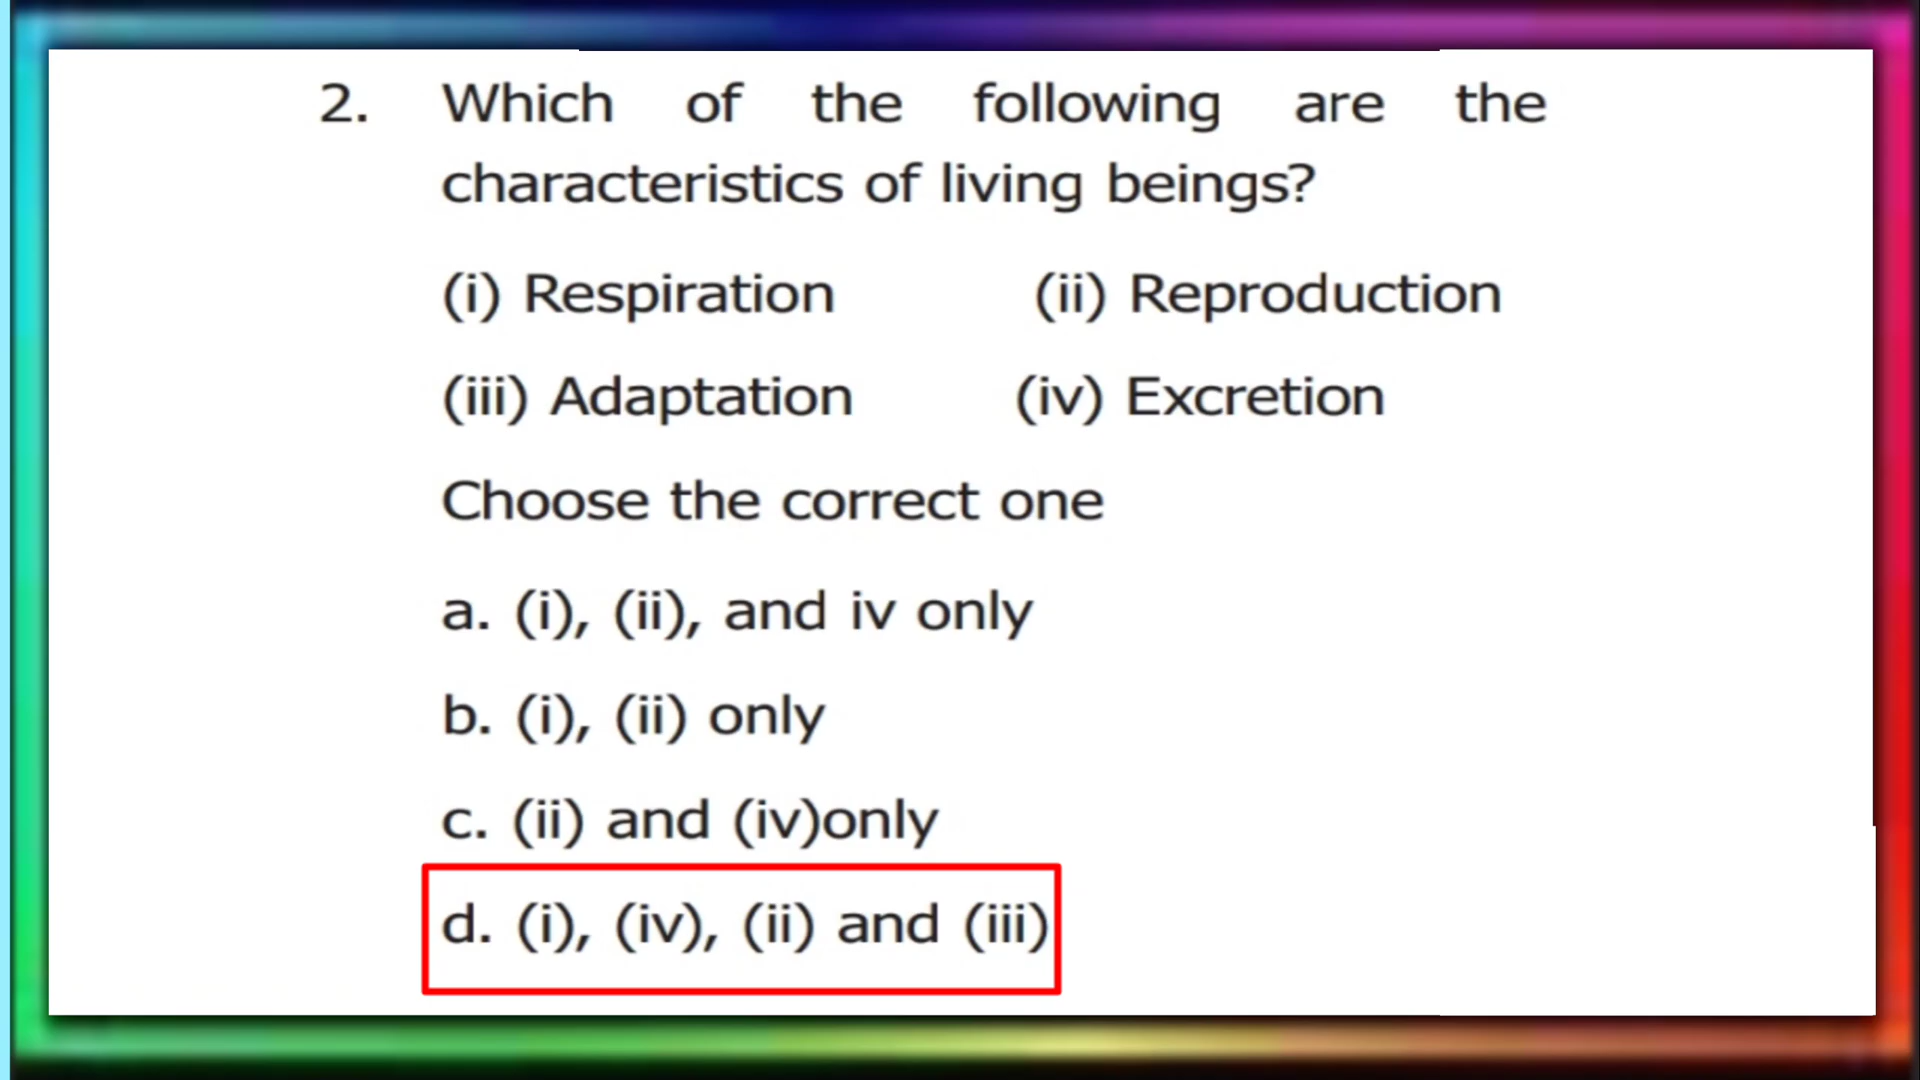 2. Which of the following are the
characteristics of living beings?
(i) Respiration (ii) Reproduction
(iii) Adaptation (iv) Excretion
Choose the correct one
a. (i), (ii), and iv only
b. (i), (ii) only
c. (ii) and (iv)only
d. (i), (iv), (ii) and (iii)